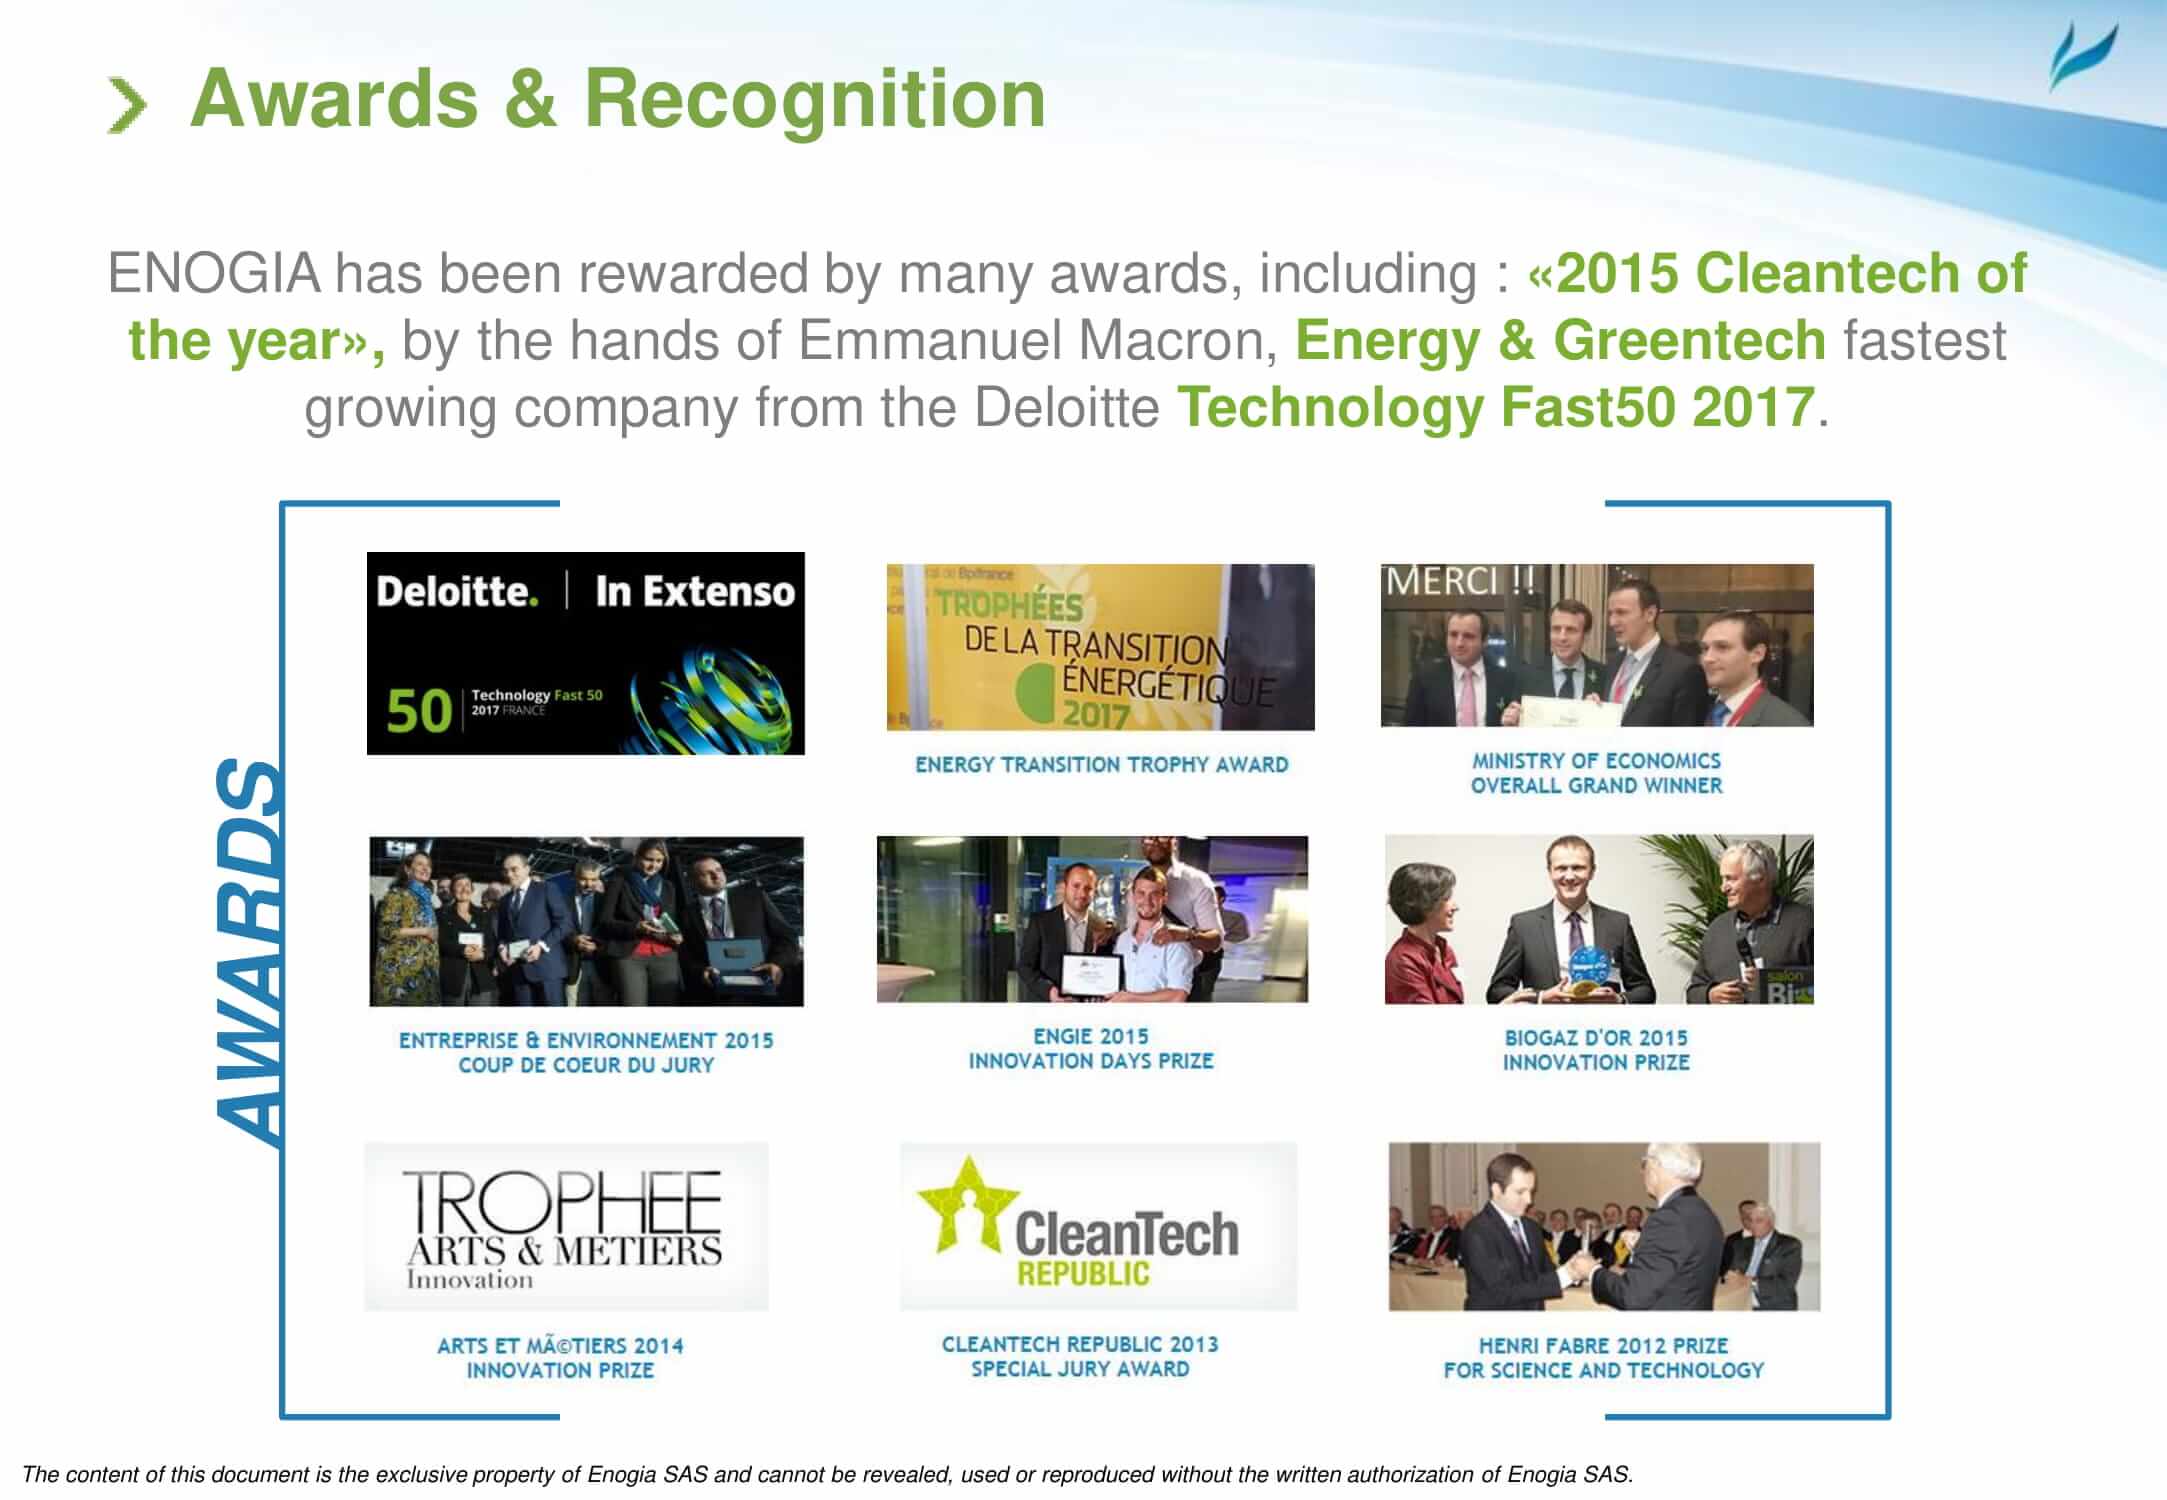 Awards & Recognition
ENOGIA has been rewarded by many awards, including : «2015 Cleantech of
the year», by the hands of Emmanuel Macron, Energy & Greentech fastest
growing company from the Deloitte Technology Fast50 2017.
AWARDS
Deloitte. | In Extenso
50 | Technology Fast 50
2017 FRANCE
Bpifrance
TROPHÉES
DE LA TRANSITION
ÉNERGÉTIQUE
2017
ENERGY TRANSITION TROPHY AWARD
MERCI !!
MINISTRY OF ECONOMICS
OVERALL GRAND WINNER
ENTREPRISE & ENVIRONNEMENT 2015
COUP DE COEUR DU JURY
ENGIE 2015
INNOVATION DAYS PRIZE
salon
BIOGAZ D'OR 2015
INNOVATION PRIZE
TROPHEE
ARTS & METIERS
Innovation
ARTS ET MÃ©TIERS 2014
INNOVATION PRIZE
CleanTech
REPUBLIC
CLEANTECH REPUBLIC 2013
SPECIAL JURY AWARD
HENRI FABRE 2012 PRIZE
FOR SCIENCE AND TECHNOLOGY
The content of this document is the exclusive property of Enogia SAS and cannot be revealed, used or reproduced without the written authorization of Enogia SAS.